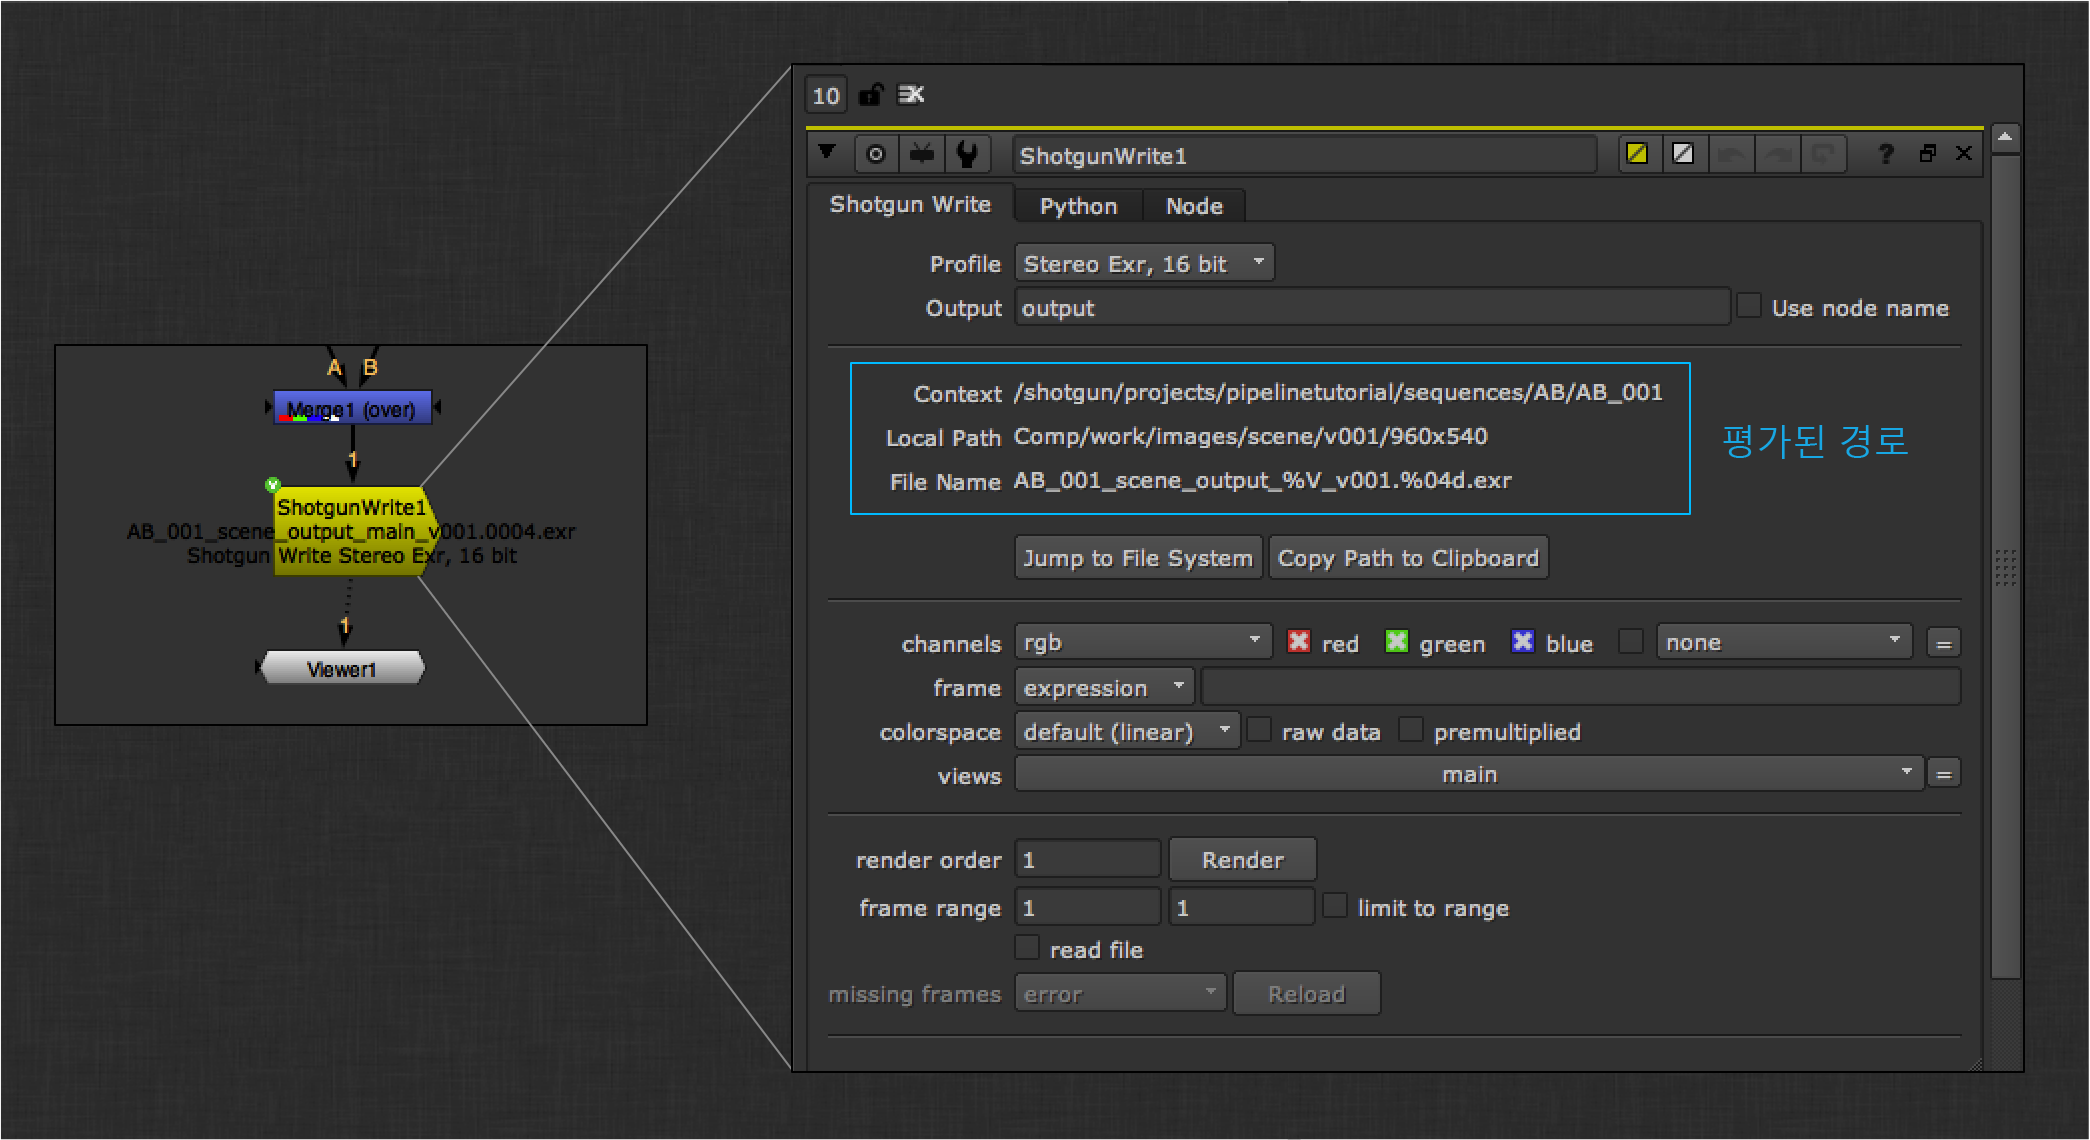 A B
Merge1 (over)
1
ShotgunWrite1
AB_001_scene_output_main_v001.0004.exr
Shotgun Write Stereo Exr, 16 bit
1
Viewer1
10
ShotgunWrite1
?
Shotgun Write Python Node
Profile Stereo Exr, 16 bit
Output output Use node name
Context /shotgun/projects/pipelinetutorial/sequences/AB/AB_001
Local Path Comp/work/images/scene/v001/960x540
File Name AB_001_scene_output_%V_v001.%04d.exr
평가된 경로
Jump to File System Copy Path to Clipboard
channels rgb red green blue none =
frame expression
colorspace default (linear) raw data premultiplied
views main =
render order 1 Render
frame range 1 1 limit to range
read file
missing frames error Reload